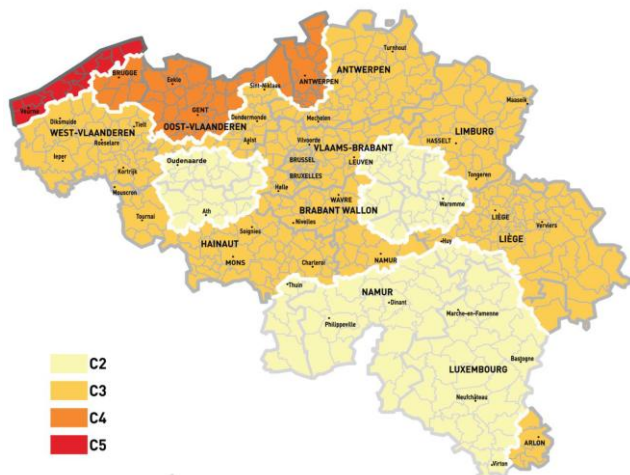 Turnhout
BRUGGE
Eeklo
ANTWERPEN
Sint-Niklaas
ANTWERPEN
Maaseik
Veurne
GENT
Diksmuide
Tielt
Dendermonde
Mechelen
WEST-VLAANDEREN
OOST-VLAANDEREN
LIMBURG
Roeselare
Aalst
Vilvoorde
VLAAMS-BRABANT
HASSELT
Ieper
Oudenaarde
BRUSSEL
LEUVEN
Kortrijk
BRUXELLES
Tongeren
Mouscron
Halle
WAVRE
Waremme
Ath
BRABANT WALLON
LIÈGE
Tournai
Nivelles
Verviers
Soignies
LIÈGE
HAINAUT
Huy
MONS
Charleroi
NAMUR
Thuin
NAMUR
Dinant
Marche-en-Famenne
Philippeville
C2
Bastogne
C3
LUXEMBOURG
C4
Neufchâteau
C5
ARLON
Virton